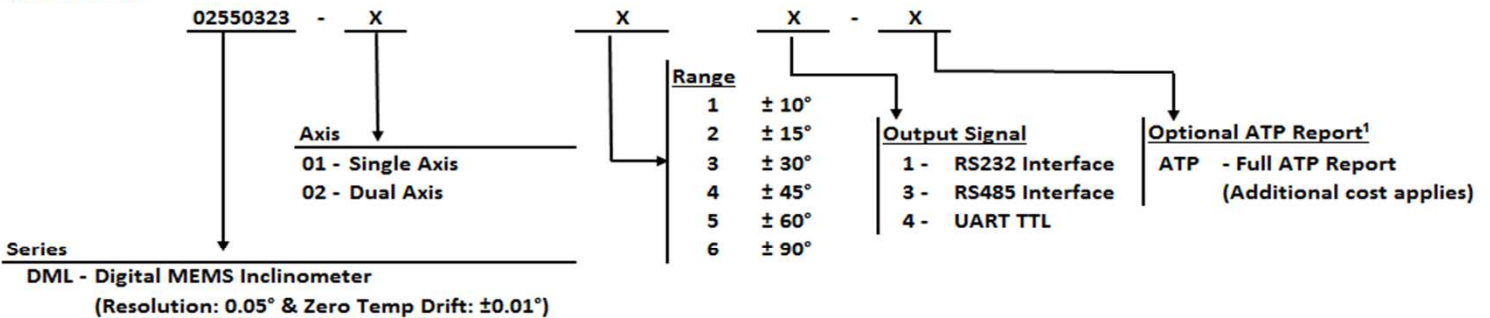 02550323 - X X X - X
Range
1 ± 10°
2 ± 15°
3 ± 30°
4 ± 45°
5 ± 60°
6 ± 90°
Axis
01 - Single Axis
02 - Dual Axis
Output Signal
1 - RS232 Interface
3 - RS485 Interface
4 - UART TTL
Optional ATP Report¹
ATP - Full ATP Report
(Additional cost applies)
Series
DML - Digital MEMS Inclinometer
(Resolution: 0.05° & Zero Temp Drift: ±0.01°)